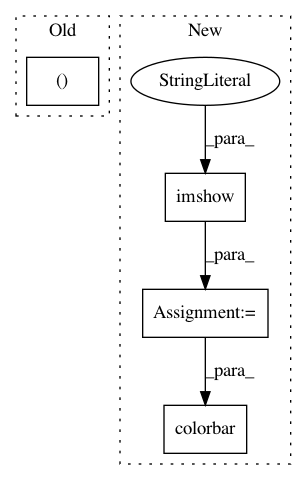 Old
New
()
StringLiteral
_para_
imshow
_para_
Assignment:=
_para_
colorbar